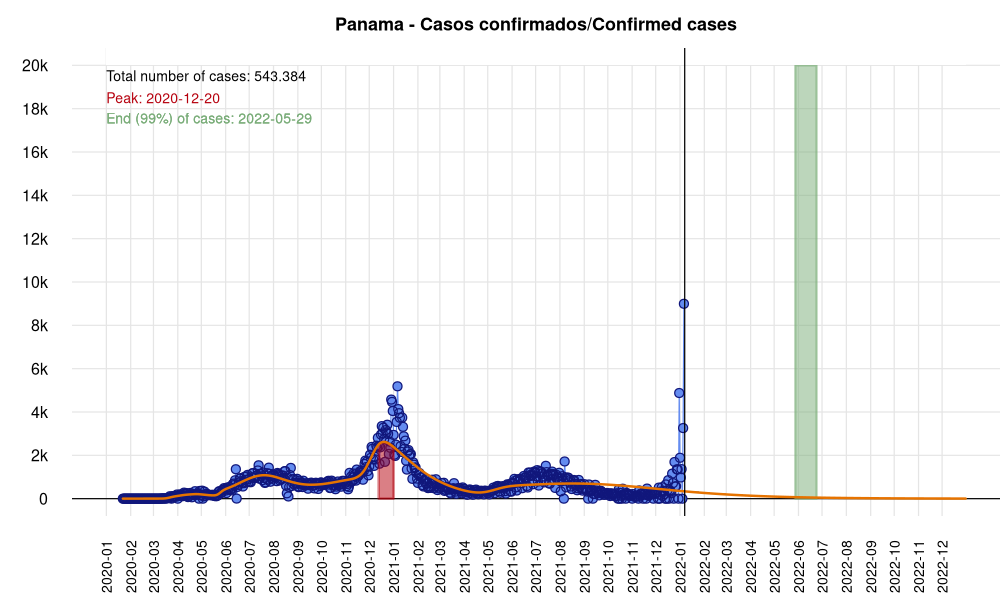 Panama - Casos confirmados/Confirmed cases
Total number of cases: 543.384
Peak: 2020-12-20
End (99%) of cases: 2022-05-29
20k
18k
16k
14k
12k
10k
8k
6k
4k
2k
0
2020-01
2020-02
2020-03
2020-04
2020-05
2020-06
2020-07
2020-08
2020-09
2020-10
2020-11
2020-12
2021-01
2021-02
2021-03
2021-04
2021-05
2021-06
2021-07
2021-08
2021-09
2021-10
2021-11
2021-12
2022-01
2022-02
2022-03
2022-04
2022-05
2022-06
2022-07
2022-08
2022-09
2022-10
2022-11
2022-12